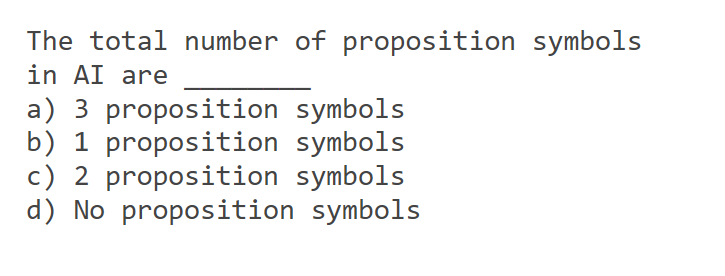 The total number of proposition symbols
in AI are ________
a) 3 proposition symbols
b) 1 proposition symbols
c) 2 proposition symbols
d) No proposition symbols